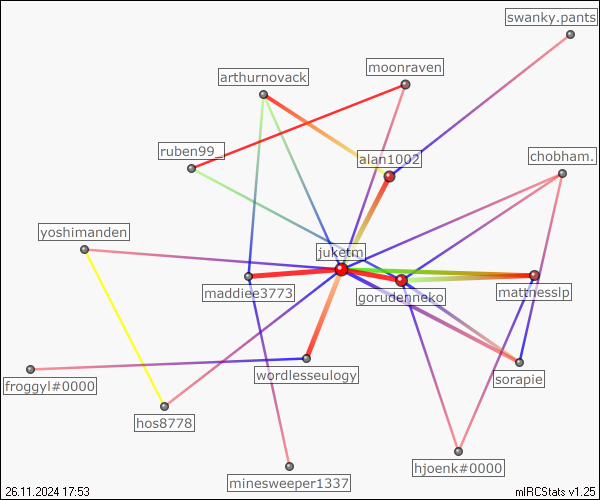 swanky.pants
moonraven
arthurnovack
ruben99_
alan1002
chobham.
yoshimanden
juketm
maddiee3773
gorudenneko
mattnesslp
froggyl#0000
wordlesseulogy
sorapie
hos8778
hjoenk#0000
minesweeper1337
26.11.2024 17:53
mIRCStats v1.25